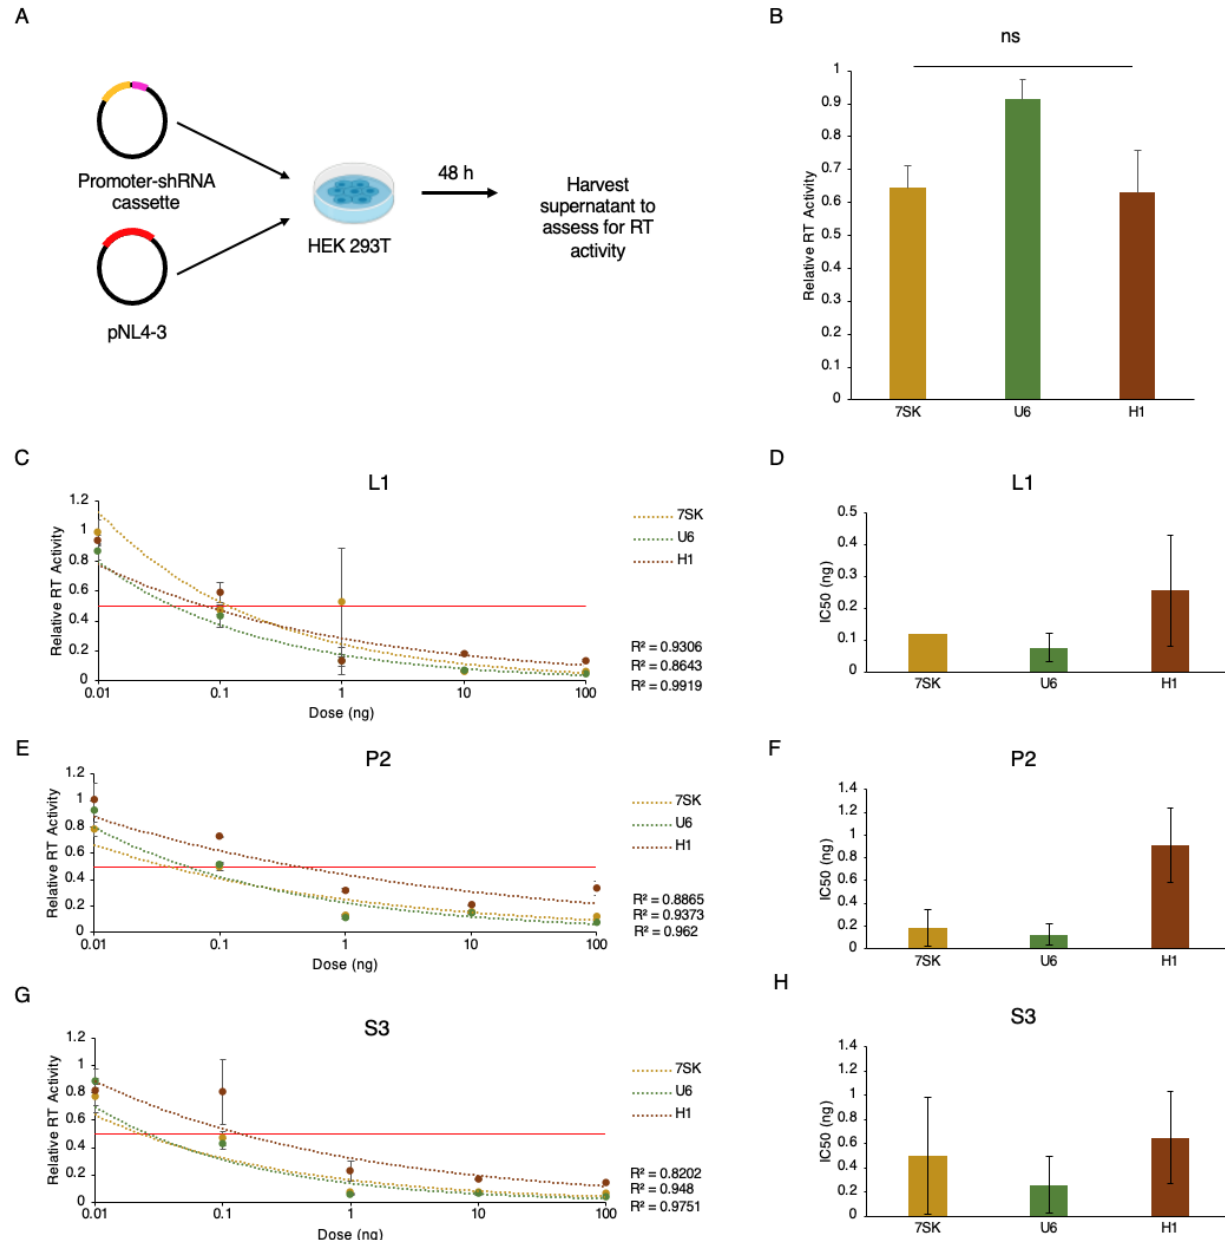 A
Promoter-shRNA
cassette
pNL4-3
HEK 293T
48 h
Harvest
supernatant to
assess for RT
activity
B
ns
Relative RT Activity
1
0.9
0.8
0.7
0.6
0.5
0.4
0.3
0.2
0.1
0
7SK U6 H1
C
L1
Relative RT Activity
1.2
1
0.8
0.6
0.4
0.2
0
0.01 0.1 1 10 100
Dose (ng)
7SK
U6
H1
R² = 0.9306
R² = 0.8643
R² = 0.9919
D
L1
IC50 (ng)
0.5
0.4
0.3
0.2
0.1
0
7SK U6 H1
E
P2
Relative RT Activity
1.2
1
0.8
0.6
0.4
0.2
0
0.01 0.1 1 10 100
Dose (ng)
7SK
U6
H1
R² = 0.8865
R² = 0.9373
R² = 0.962
F
P2
IC50 (ng)
1.4
1.2
1
0.8
0.6
0.4
0.2
0
7SK U6 H1
G
S3
Relative RT Activity
1.2
1
0.8
0.6
0.4
0.2
0
0.01 0.1 1 10 100
Dose (ng)
7SK
U6
H1
R² = 0.8202
R² = 0.948
R² = 0.9751
H
S3
IC50 (ng)
1.4
1.2
1
0.8
0.6
0.4
0.2
0
7SK U6 H1